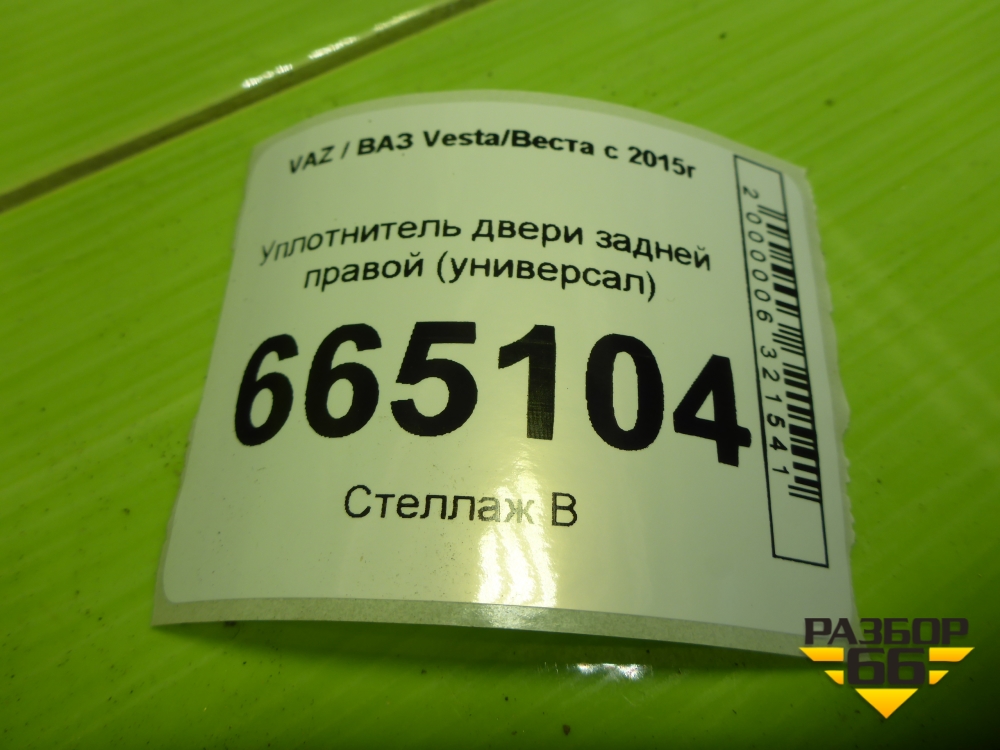 VAZ / ВАЗ Vesta/Веста с 2015г
Уплотнитель двери задней
правой (универсал)
665104
Стеллаж В
2000006321541
РАЗБОР
66